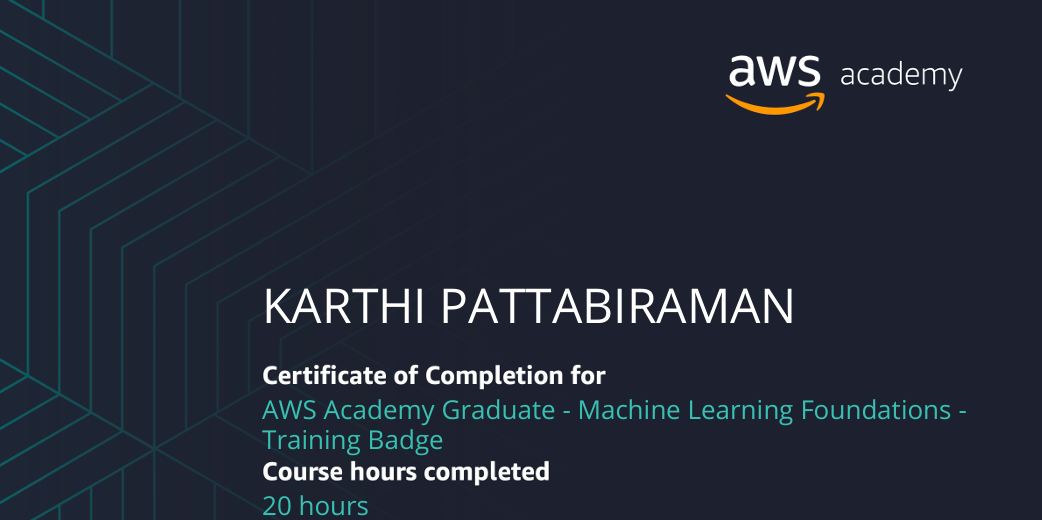 aws academy
KARTHI PATTABIRAMAN
Certificate of Completion for
AWS Academy Graduate - Machine Learning Foundations -
Training Badge
Course hours completed
20 hours